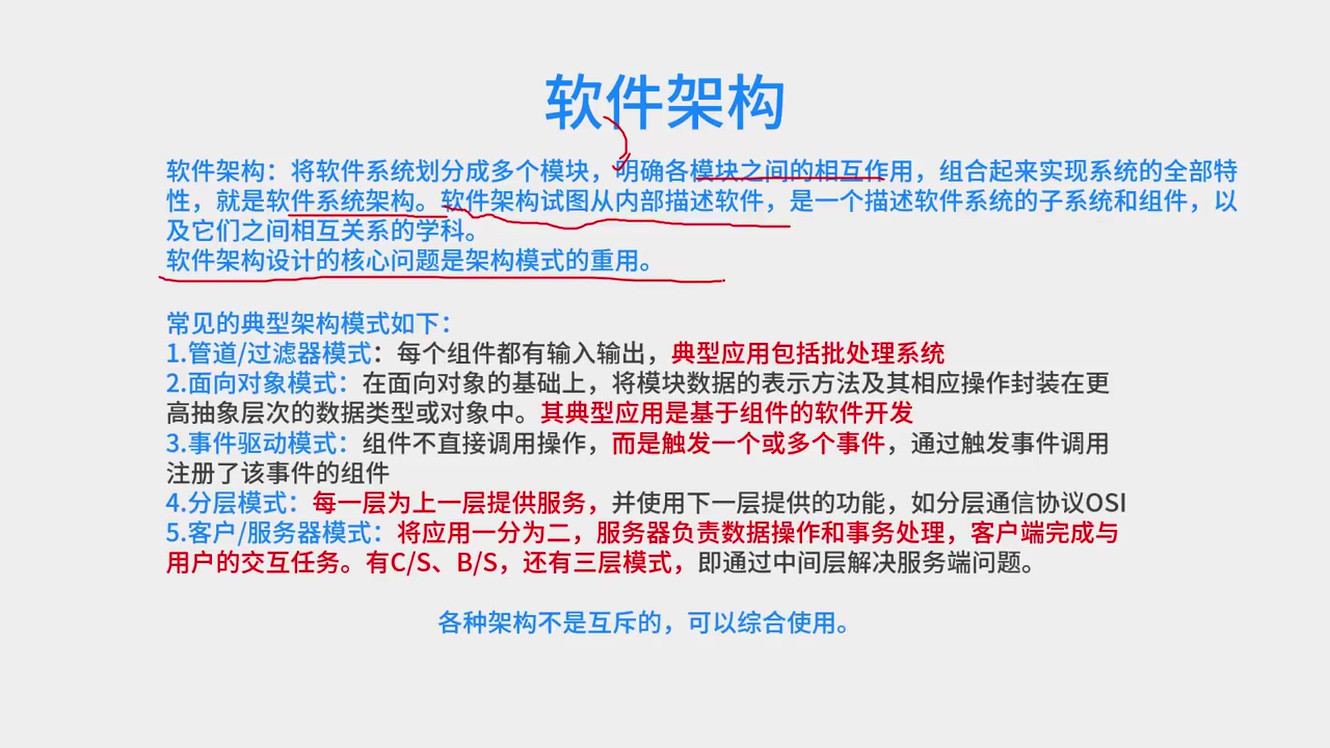 软件架构
软件架构：将软件系统划分成多个模块，明确各模块之间的相互作用，组合起来实现系统的全部特
性，就是软件系统架构。软件架构试图从内部描述软件，是一个描述软件系统的子系统和组件，以
及它们之间相互关系的学科。
软件架构设计的核心问题是架构模式的重用。
常见的典型架构模式如下：
1.管道/过滤器模式：每个组件都有输入输出，典型应用包括批处理系统
2.面向对象模式：在面向对象的基础上，将模块数据的表示方法及其相应操作封装在更
高抽象层次的数据类型或对象中。其典型应用是基于组件的软件开发
3.事件驱动模式：组件不直接调用操作，而是触发一个或多个事件，通过触发事件调用
注册了该事件的组件
4.分层模式：每一层为上一层提供服务，并使用下一层提供的功能，如分层通信协议OSI
5.客户/服务器模式：将应用一分为二，服务器负责数据操作和事务处理，客户端完成与
用户的交互任务。有C/S、B/S，还有三层模式，即通过中间层解决服务端问题。
各种架构不是互斥的，可以综合使用。